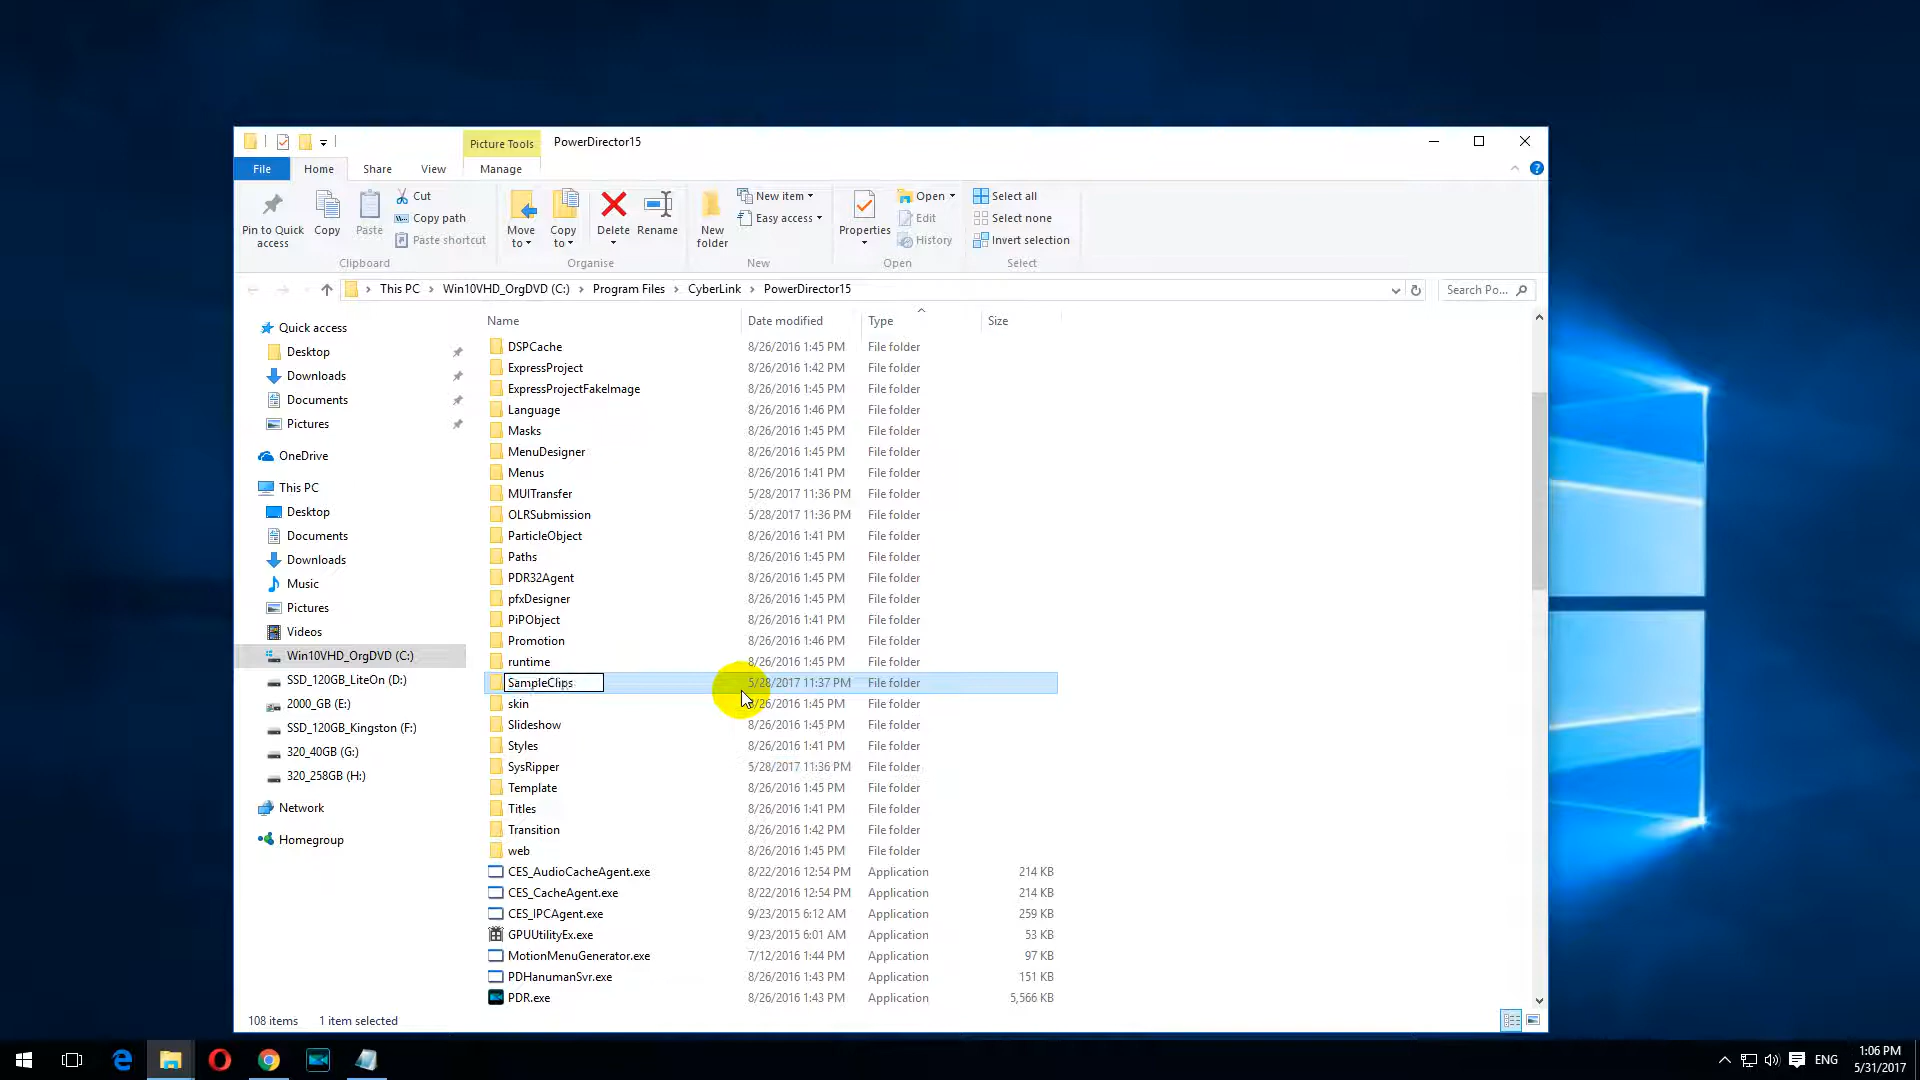 Picture Tools
PowerDirector15
File
Home
Share
View
Manage
Pin to Quick access
Copy
Paste
Cut
Copy path
Paste shortcut
Clipboard
Move to
Copy to
Delete
Rename
Organise
New folder
New item
Easy access
New
Properties
Open
Edit
History
Open
Select all
Select none
Invert selection
Select
This PC
Win10VHD_OrgDVD (C:)
Program Files
CyberLink
PowerDirector15
Search Po...
Quick access
Desktop
Downloads
Documents
Pictures
OneDrive
This PC
Desktop
Documents
Downloads
Music
Pictures
Videos
Win10VHD_OrgDVD (C:)
SSD_120GB_LiteOn (D:)
2000_GB (E:)
SSD_120GB_Kingston (F:)
320_40GB (G:)
320_258GB (H:)
Network
Homegroup
Name Date modified Type Size
DSPCache 8/26/2016 1:45 PM File folder
ExpressProject 8/26/2016 1:42 PM File folder
ExpressProjectFakeImage 8/26/2016 1:45 PM File folder
Language 8/26/2016 1:46 PM File folder
Masks 8/26/2016 1:45 PM File folder
MenuDesigner 8/26/2016 1:45 PM File folder
Menus 8/26/2016 1:41 PM File folder
MUITransfer 5/28/2017 11:36 PM File folder
OLRSubmission 5/28/2017 11:36 PM File folder
ParticleObject 8/26/2016 1:41 PM File folder
Paths 8/26/2016 1:45 PM File folder
PDR32Agent 8/26/2016 1:45 PM File folder
pfxDesigner 8/26/2016 1:45 PM File folder
PiPObject 8/26/2016 1:41 PM File folder
Promotion 8/26/2016 1:46 PM File folder
runtime 8/26/2016 1:45 PM File folder
SampleClips 5/28/2017 11:37 PM File folder
skin 8/26/2016 1:45 PM File folder
Slideshow 8/26/2016 1:45 PM File folder
Styles 8/26/2016 1:41 PM File folder
SysRipper 5/28/2017 11:36 PM File folder
Template 8/26/2016 1:45 PM File folder
Titles 8/26/2016 1:41 PM File folder
Transition 8/26/2016 1:42 PM File folder
web 8/26/2016 1:45 PM File folder
CES_AudioCacheAgent.exe 8/22/2016 12:54 PM Application 214 KB
CES_CacheAgent.exe 8/22/2016 12:54 PM Application 214 KB
CES_IPCAgent.exe 9/23/2015 6:12 AM Application 259 KB
GPUUtilityEx.exe 9/23/2015 6:01 AM Application 53 KB
MotionMenuGenerator.exe 7/12/2016 1:44 PM Application 97 KB
PDHanumanSvr.exe 8/26/2016 1:43 PM Application 151 KB
PDR.exe 8/26/2016 1:43 PM Application 5,566 KB
108 items 1 item selected
ENG
1:06 PM
5/31/2017